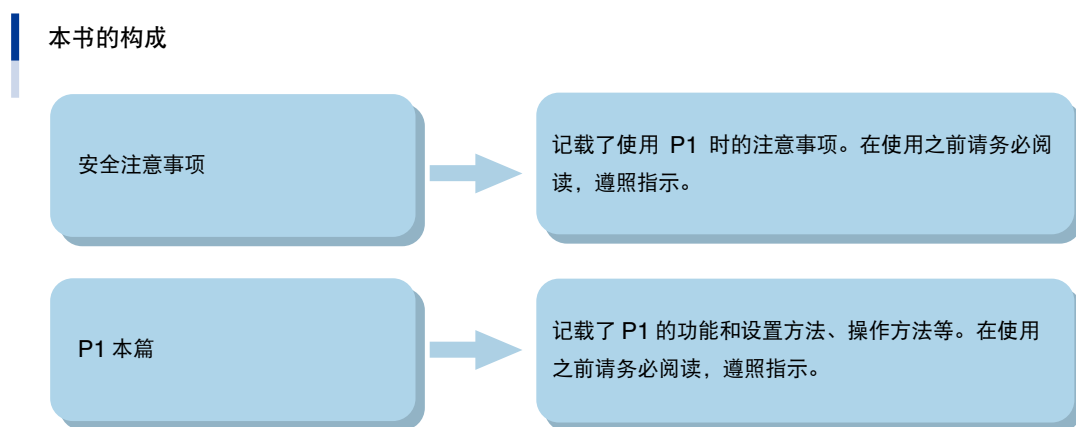 本书的构成
安全注意事项
记载了使用 P1 时的注意事项。在使用之前请务必阅
读，遵照指示。
P1 本篇
记载了 P1 的功能和设置方法、操作方法等。在使用
之前请务必阅读，遵照指示。